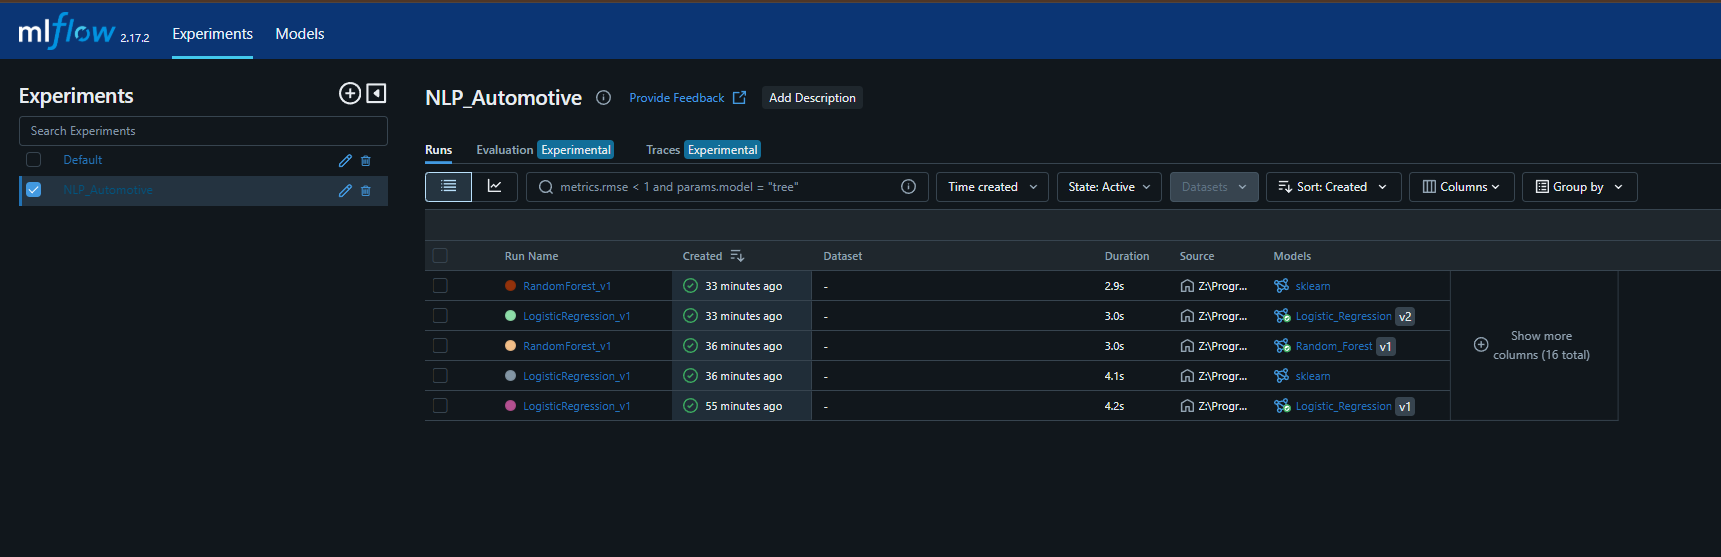 mlflow 2.17.2 Experiments Models
Experiments
Search Experiments
Default
NLP_Automotive
NLP_Automotive Provide Feedback Add Description
Runs Evaluation Experimental Traces Experimental
metrics.rmse < 1 and params.model = "tree" Time created State: Active Datasets Sort: Created Columns Group by
Run Name Created Dataset Duration Source Models
RandomForest_v1 33 minutes ago - 2.9s Z:\Progr... sklearn
LogisticRegression_v1 33 minutes ago - 3.0s Z:\Progr... Logistic_Regression v2
RandomForest_v1 36 minutes ago - 3.0s Z:\Progr... Random_Forest v1
LogisticRegression_v1 36 minutes ago - 4.1s Z:\Progr... sklearn
LogisticRegression_v1 55 minutes ago - 4.2s Z:\Progr... Logistic_Regression v1
Show more
columns (16 total)